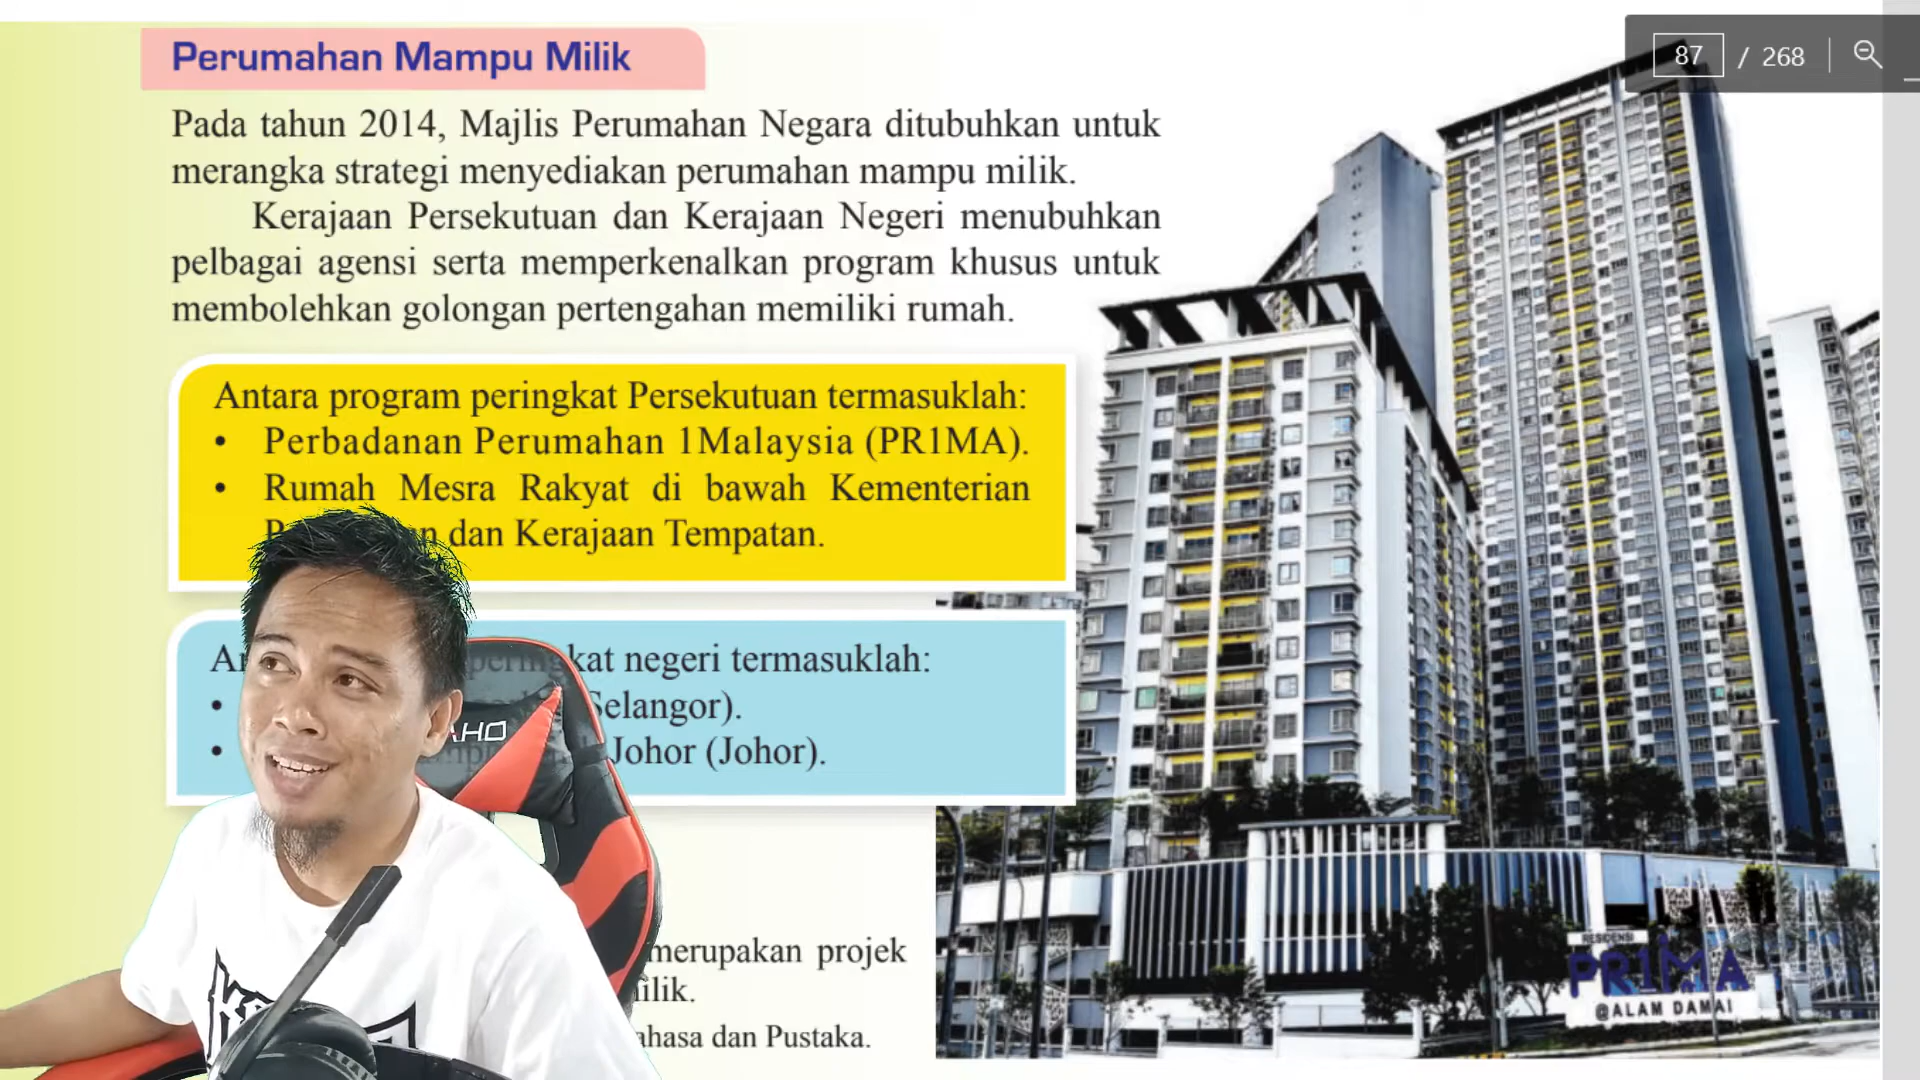 Perumahan Mampu Milik
87 / 268
Pada tahun 2014, Majlis Perumahan Negara ditubuhkan untuk
merangka strategi menyediakan perumahan mampu milik.
Kerajaan Persekutuan dan Kerajaan Negeri menubuhkan
pelbagai agensi serta memperkenalkan program khusus untuk
membolehkan golongan pertengahan memiliki rumah.
Antara program peringkat Persekutuan termasuklah:
• Perbadanan Perumahan 1Malaysia (PR1MA).
• Rumah Mesra Rakyat di bawah Kementerian
dan Kerajaan Tempatan.
peringkat negeri termasuklah:
• Selangor).
• Johor (Johor).
merupakan projek
Dahasa dan Pustaka.
RESIDENSI
PR1MA
@ALAM DAMAI